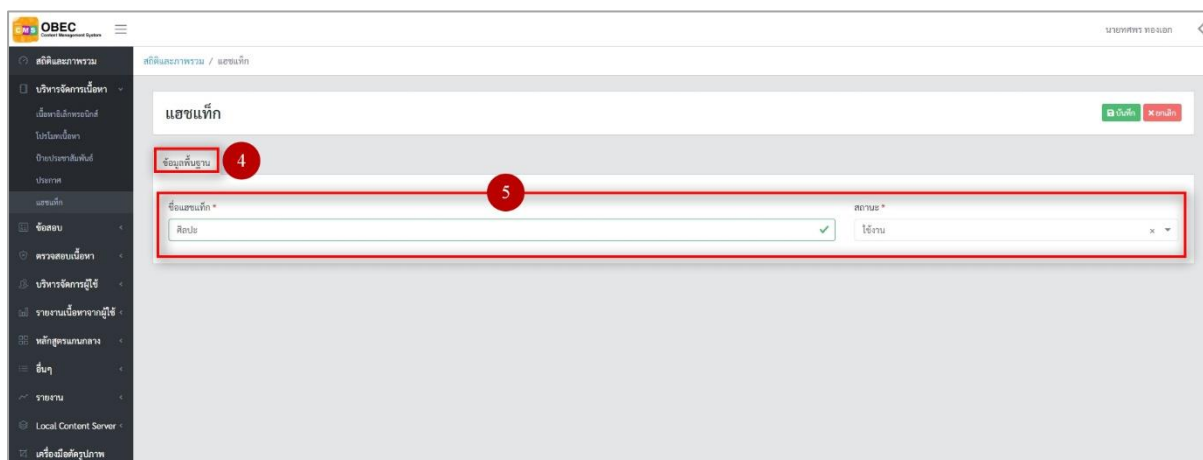 CMS OBEC
Content Management System
นายทศพร ทองเอก
สถิติและภาพรวม
สถิติและภาพรวม / แฮชแท็ก
บริหารจัดการเนื้อหา
เนื้อหาอิเล็กทรอนิกส์
โปรโมทเนื้อหา
ป้ายประชาสัมพันธ์
ประกาศ
แฮชแท็ก
ข้อสอบ
ตรวจสอบเนื้อหา
บริหารจัดการผู้ใช้
รายงานเนื้อหาจากผู้ใช้
หลักสูตรแกนกลาง
อื่นๆ
รายงาน
Local Content Server
เครื่องมือตัดรูปภาพ
แฮชแท็ก
บันทึก
ยกเลิก
ข้อมูลพื้นฐาน 4
5
ชื่อแฮชแท็ก *
ศิลปะ
สถานะ *
ใช้งาน